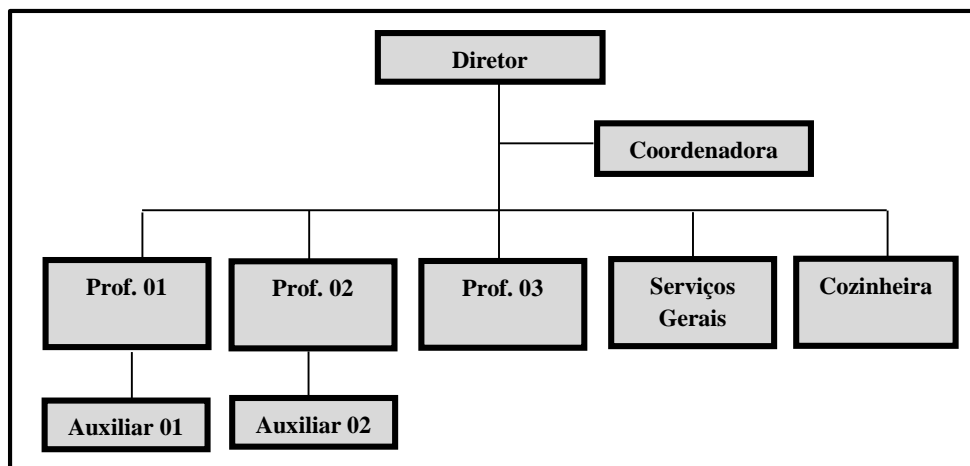 Diretor
Coordenadora
Prof. 01
Prof. 02
Prof. 03
Serviços
Gerais
Cozinheira
Auxiliar 01
Auxiliar 02